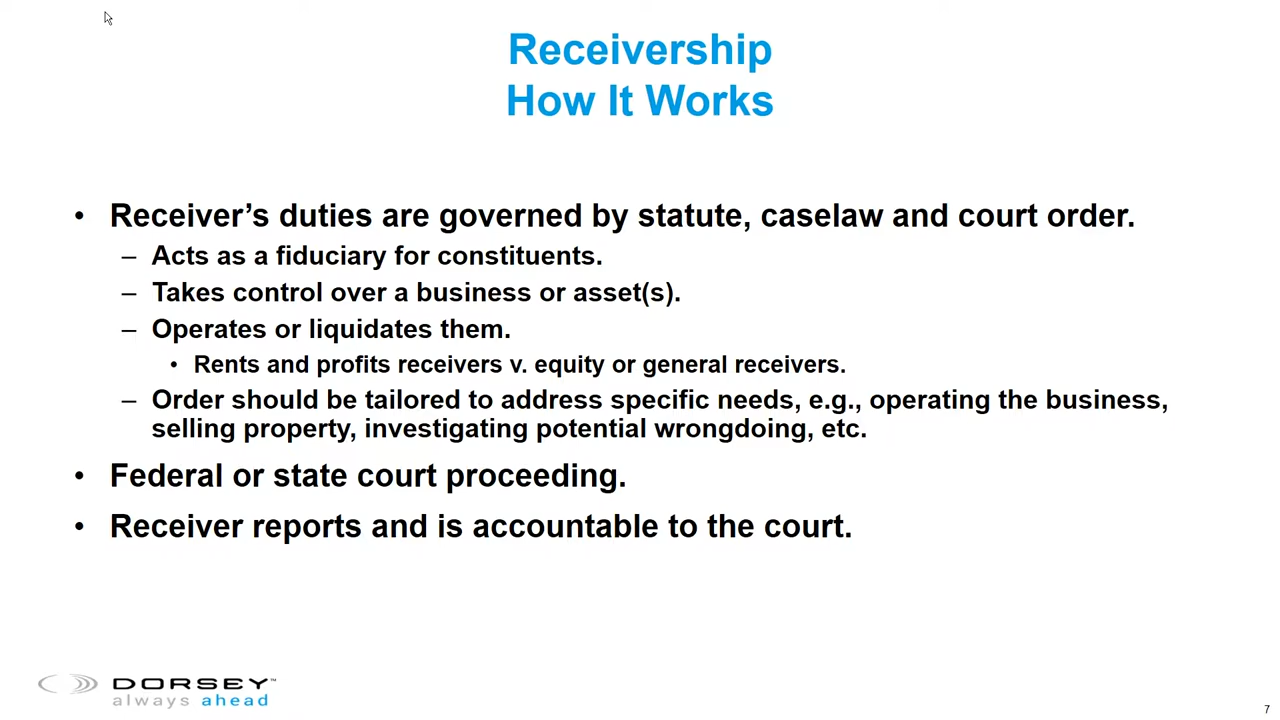 Receivership
How It Works
• Receiver’s duties are governed by statute, caselaw and court order.
– Acts as a fiduciary for constituents.
– Takes control over a business or asset(s).
– Operates or liquidates them.
• Rents and profits receivers v. equity or general receivers.
– Order should be tailored to address specific needs, e.g., operating the business,
selling property, investigating potential wrongdoing, etc.
• Federal or state court proceeding.
• Receiver reports and is accountable to the court.
DORSEY™
always ahead
7